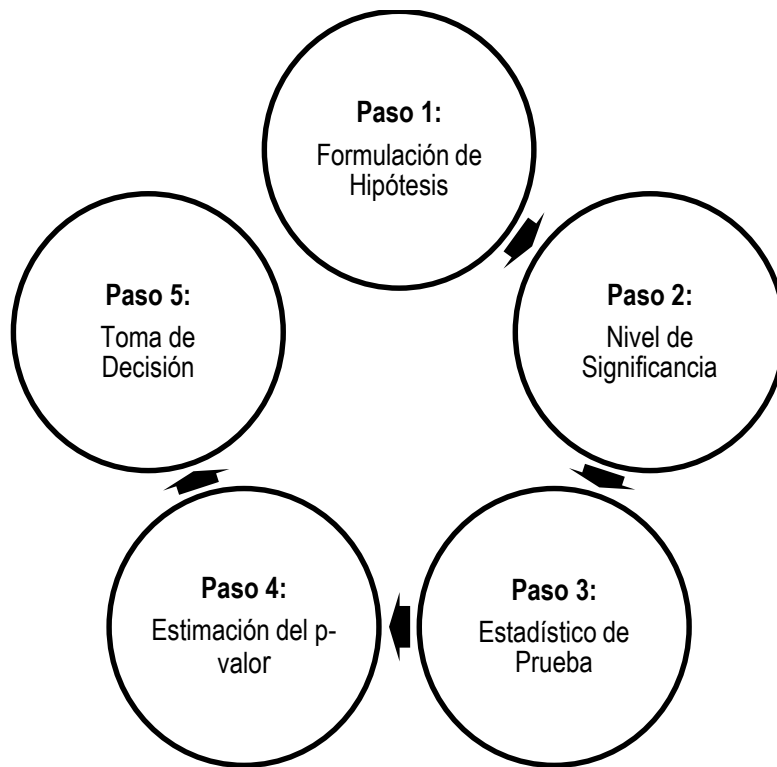 Paso 1:
Formulación de
Hipótesis
Paso 2:
Nivel de
Significancia
Paso 3:
Estadístico de
Prueba
Paso 4:
Estimación del p-
valor
Paso 5:
Toma de
Decisión